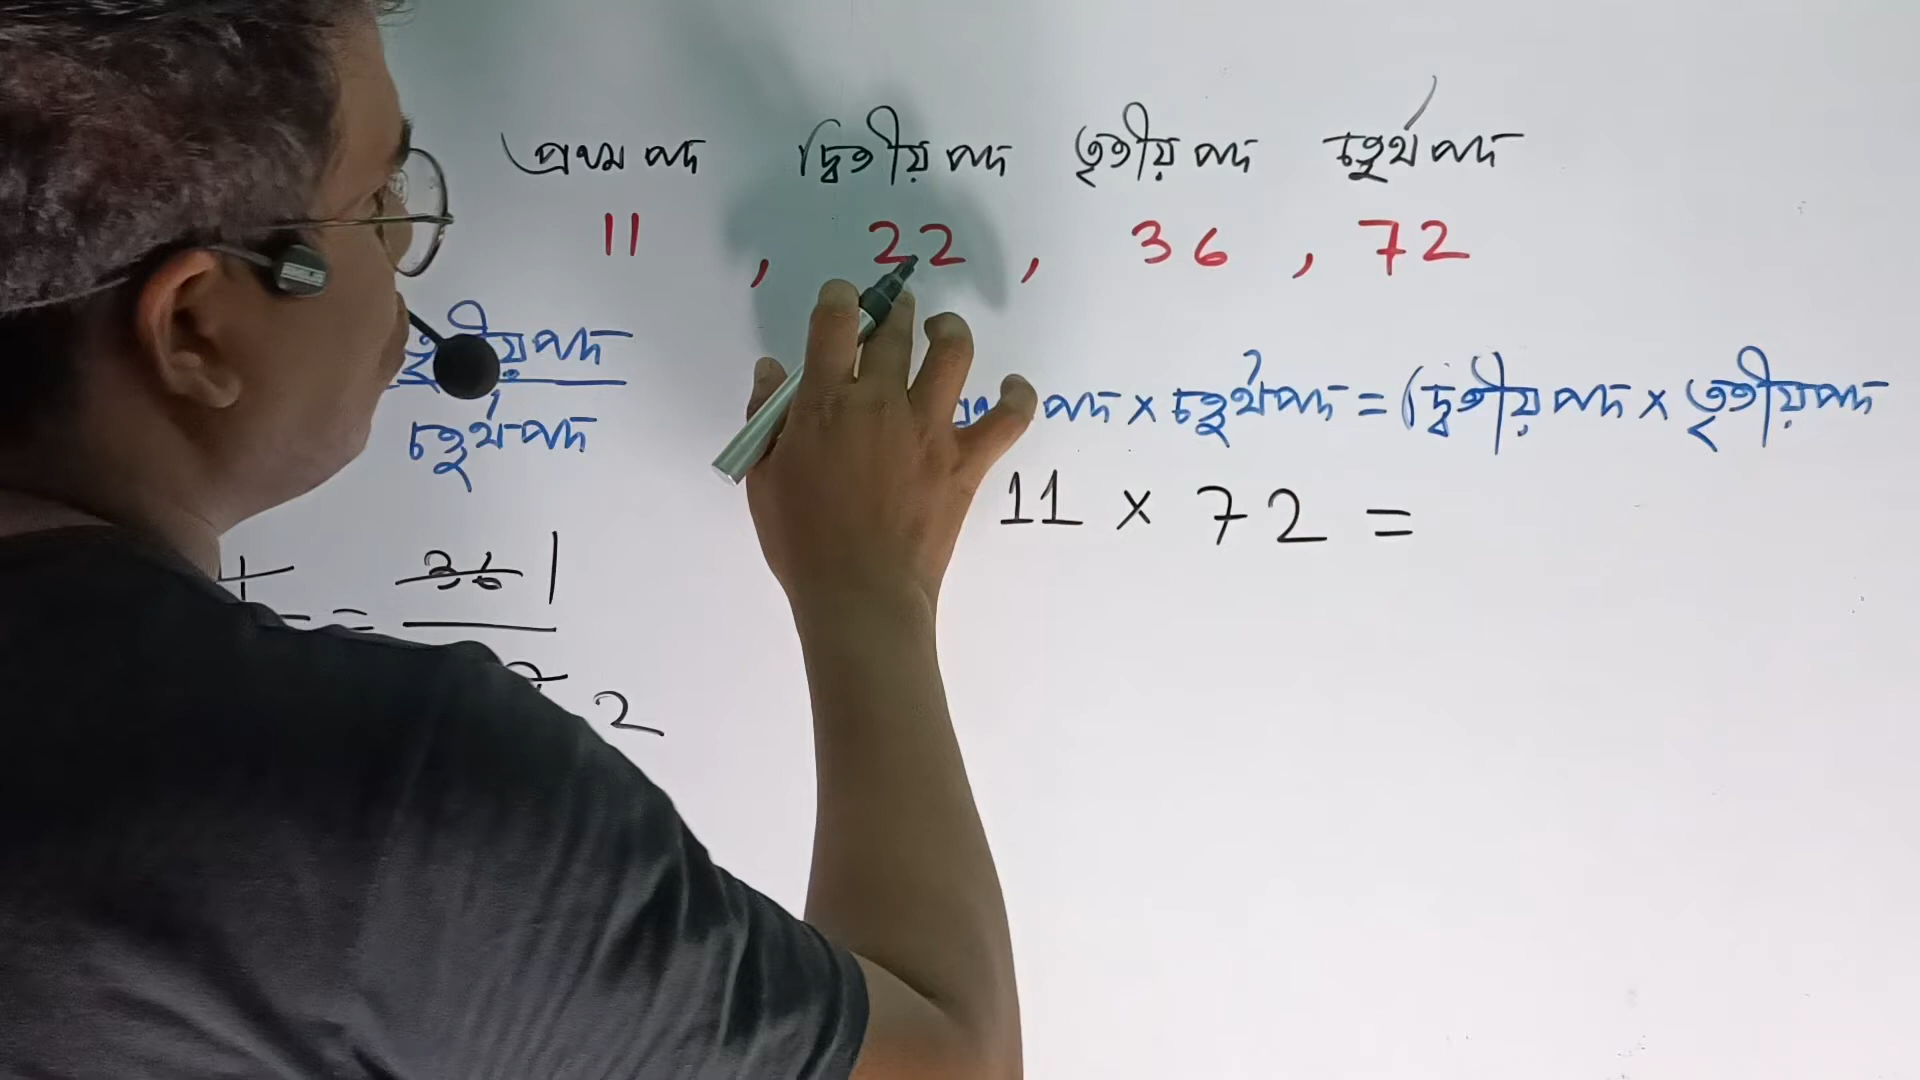 প্রথম পদ দ্বিতীয় পদ তৃতীয় পদ চতুর্থ পদ
11 , 22 , 36 , 72
পদ
চতুর্থ পদ
পদ × চতুর্থ পদ = দ্বিতীয় পদ × তৃতীয় পদ
11 × 72 =
= 36 1
2